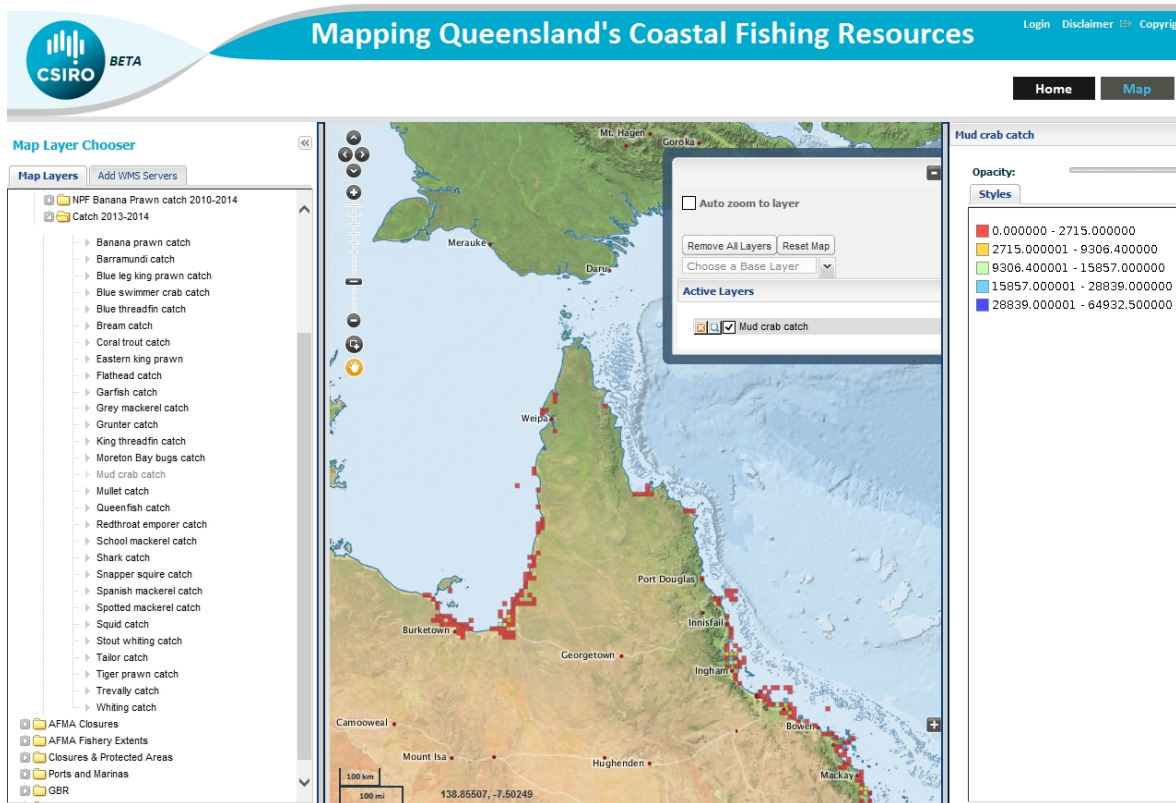 CSIRO
BETA
Mapping Queensland's Coastal Fishing Resources
Login Disclaimer Copyrig
Home Map
Map Layer Chooser
Map Layers Add WMS Servers
NPF Banana Prawn catch 2010-2014
Catch 2013-2014
Banana prawn catch
Barramundi catch
Blue leg king prawn catch
Blue swimmer crab catch
Blue threadfin catch
Bream catch
Coral trout catch
Eastern king prawn
Flathead catch
Garfish catch
Grey mackerel catch
Grunter catch
King threadfin catch
Moreton Bay bugs catch
Mud crab catch
Mullet catch
Queenfish catch
Redthroat emporer catch
School mackerel catch
Shark catch
Snapper squire catch
Spanish mackerel catch
Spotted mackerel catch
Squid catch
Stout whiting catch
Tailor catch
Tiger prawn catch
Trevally catch
Whiting catch
AFMA Closures
AFMA Fishery Extents
Closures & Protected Areas
Ports and Marinas
GBR
Mt. Hagen
Goroka
Merauke
Daru
Weipa
Port Douglas
Innisfail
Burketown
Georgetown
Ingham
Camooweal
Bowen
Mount Isa
Hughenden
Mackay
100 km
100 mi
138.85507, -7.50249
Auto zoom to layer
Remove All Layers Reset Map
Choose a Base Layer
Active Layers
Mud crab catch
Mud crab catch
Opacity:
Styles
0.000000 - 2715.000000
2715.000001 - 9306.400000
9306.400001 - 15857.000000
15857.000001 - 28839.000000
28839.000001 - 64932.500000